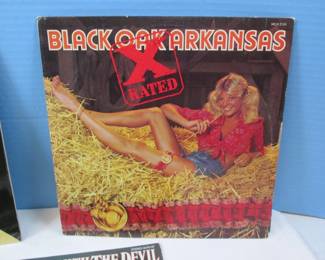 BLACK OAK ARKANSAS
X
RATED
THE DEVIL